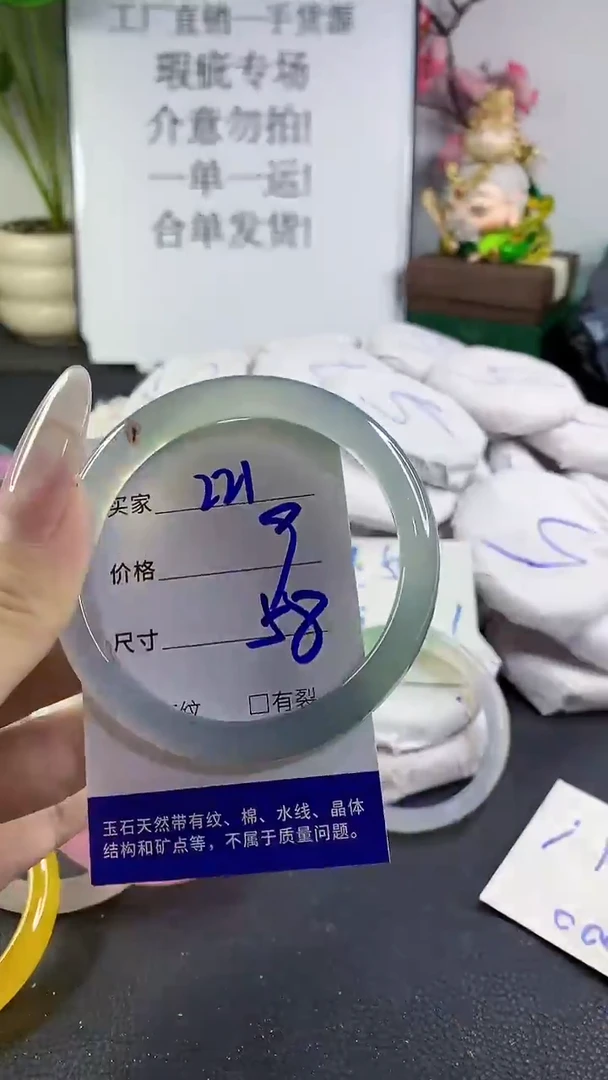 工厂直销一手货源
瑕疵专场
介意勿拍!
一单一运!
合单发货!
买家 221
价格
尺寸 58
纹 □有裂
玉石天然带有纹、棉、水线、晶体
结构和矿点等，不属于质量问题。